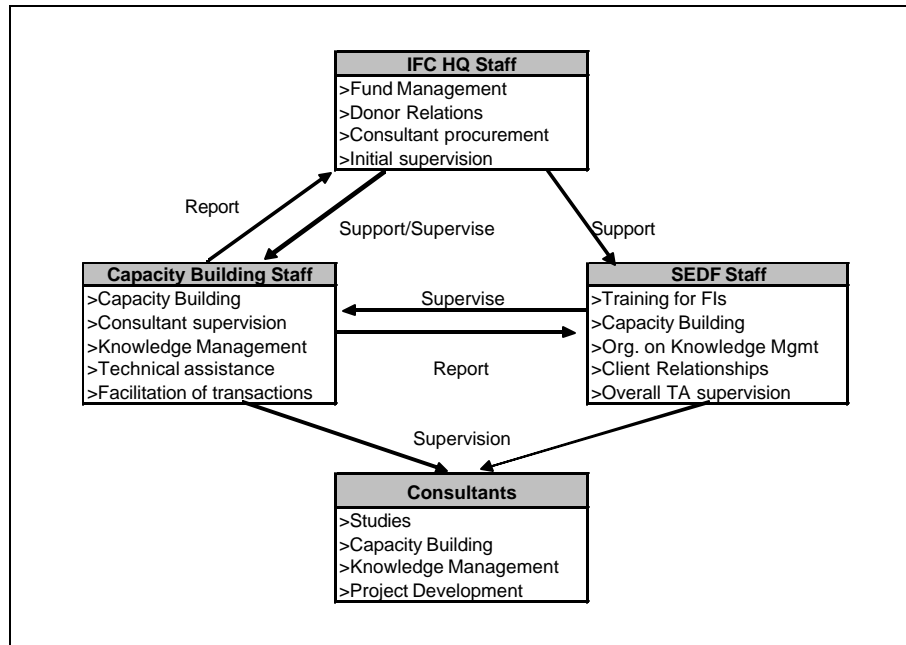 IFC HQ Staff
>Fund Management
>Donor Relations
>Consultant procurement
>Initial supervision
Report
Support/Supervise
Support
Capacity Building Staff
>Capacity Building
>Consultant supervision
>Knowledge Management
>Technical assistance
>Facilitation of transactions
Supervise
Report
SEDF Staff
>Training for FIs
>Capacity Building
>Org. on Knowledge Mgmt
>Client Relationships
>Overall TA supervision
Supervision
Consultants
>Studies
>Capacity Building
>Knowledge Management
>Project Development